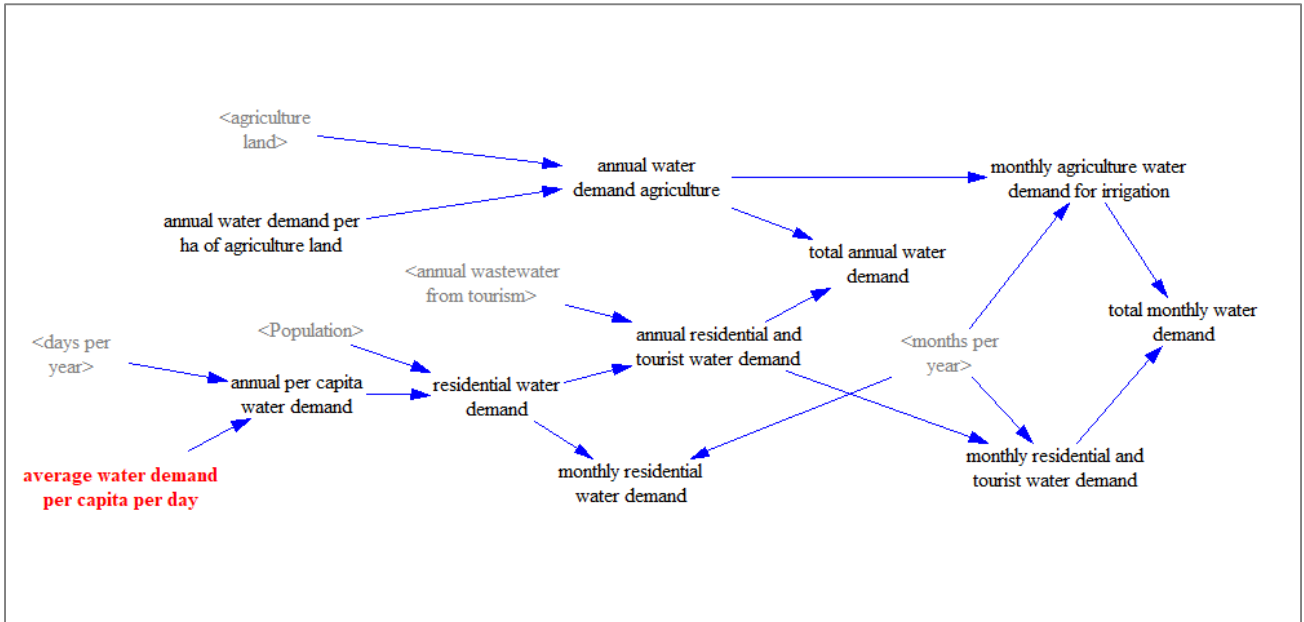 <agriculture
land>
annual water
demand agriculture
monthly agriculture water
demand for irrigation
annual water demand per
ha of agriculture land
total annual water
demand
<annual wastewater
from tourism>
<Population>
annual residential and
tourist water demand
<months per
year>
total monthly water
demand
<days per
year>
annual per capita
water demand
residential water
demand
average water demand
per capita per day
monthly residential
water demand
monthly residential and
tourist water demand